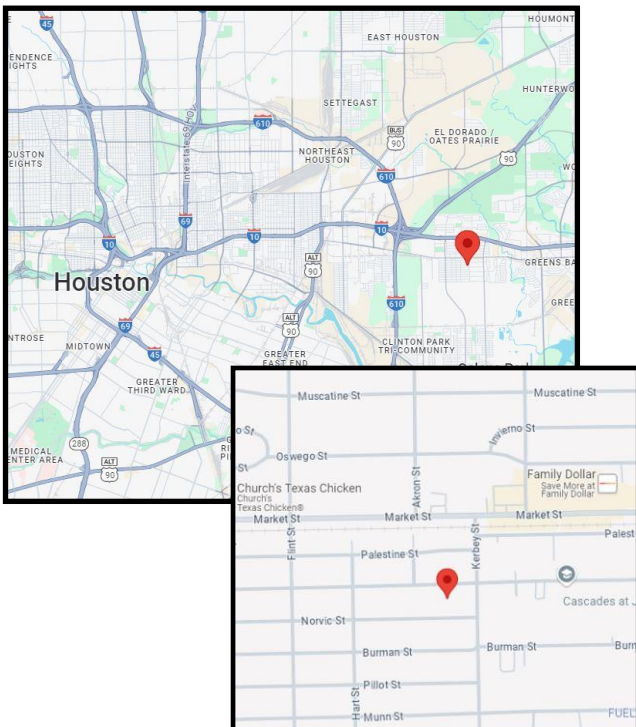 45
HOUMONT
ENDENCE
IGHTS
EAST HOUSTON
HUNTERWO
SETTEGAST
610
Interstate 69 HO
BUS
90
EL DORADO /
OATES PRAIRIE
NORTHEAST
HOUSTON
90
OUSTON
EIGHTS
610
WO
69
10
10
10
ALT
90
GREENS BA
Houston
610
GREE
ALT
90
69
NTROSE
MIDTOWN
45
CLINTON PARK
TRI-COMMUNITY
GREATER
EAST END
GREATER
THIRD WARD
288
MEDICAL
ENTER AREA
ALT
90
Muscatine St
Muscatine St
o St
Invierno St
Oswego St
St
Akron St
Family Dollar
Save More at
Family Dollar
Church's Texas Chicken
Church's
Texas Chicken®
Market St
Market St
Market St
Flint St
Kerbey St
Palest
Palestine St
Cascades at J
Norvic St
Burman St
Burman St
Burn
Pillot St
Hart St
Munn St
FUEL